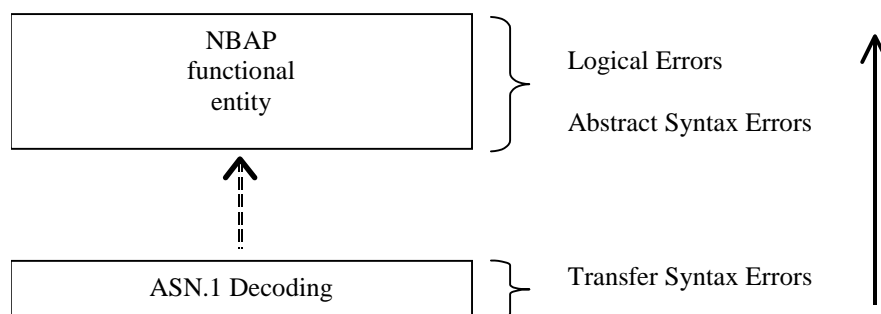 NBAP
functional
entity
Logical Errors
Abstract Syntax Errors
ASN.1 Decoding
Transfer Syntax Errors